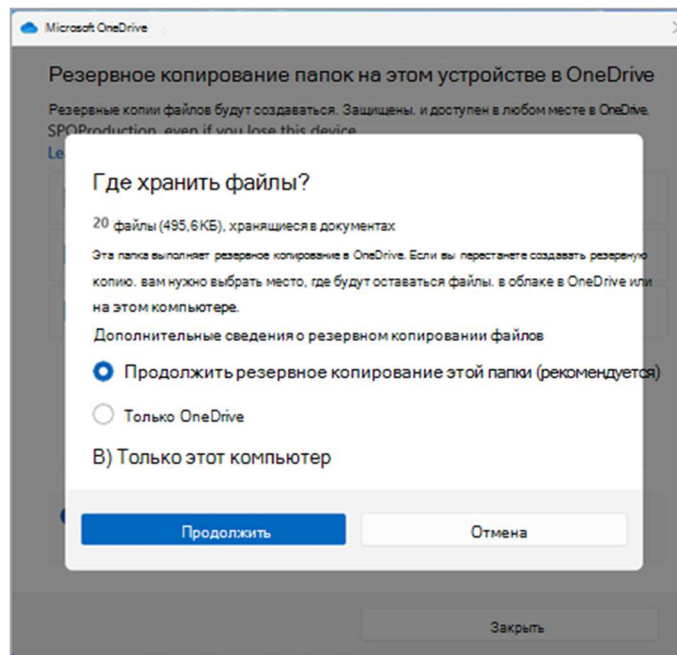 Microsoft OneDrive
Резервное копирование папок на этом устройстве в OneDrive
Резервные копии файлов будут создаваться. Защищены. и доступен в любом месте в OneDrive.
SPOProduction, even if you lose this device.
Le
Где хранить файлы?
20 файлы (495,6КБ), хранящиеся в документах
Эта папка выполняет резервное копирование в OneDrive. Если вы перестанете создавать резервную
копию. вам нужно выбрать место, где будут оставаться файлы. в облаке в OneDrive или
на этом компьютере.
Дополнительные сведения о резервном копировании файлов
Продолжить резервное копирование этой папки (рекомендуется)
Только OneDrive
В) Только этот компьютер
Продолжить
Отмена
Закрыть